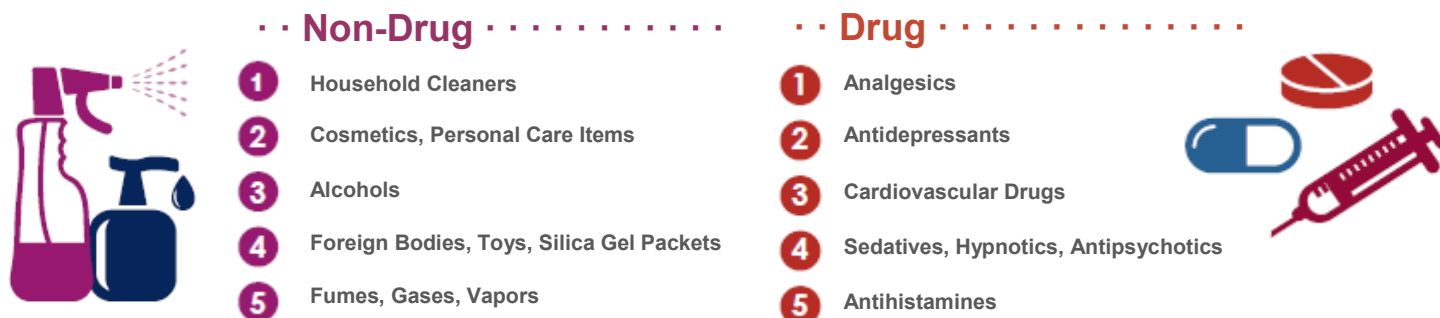 Non-Drug
1 Household Cleaners
2 Cosmetics, Personal Care Items
3 Alcohols
4 Foreign Bodies, Toys, Silica Gel Packets
5 Fumes, Gases, Vapors
Drug
1 Analgesics
2 Antidepressants
3 Cardiovascular Drugs
4 Sedatives, Hypnotics, Antipsychotics
5 Antihistamines